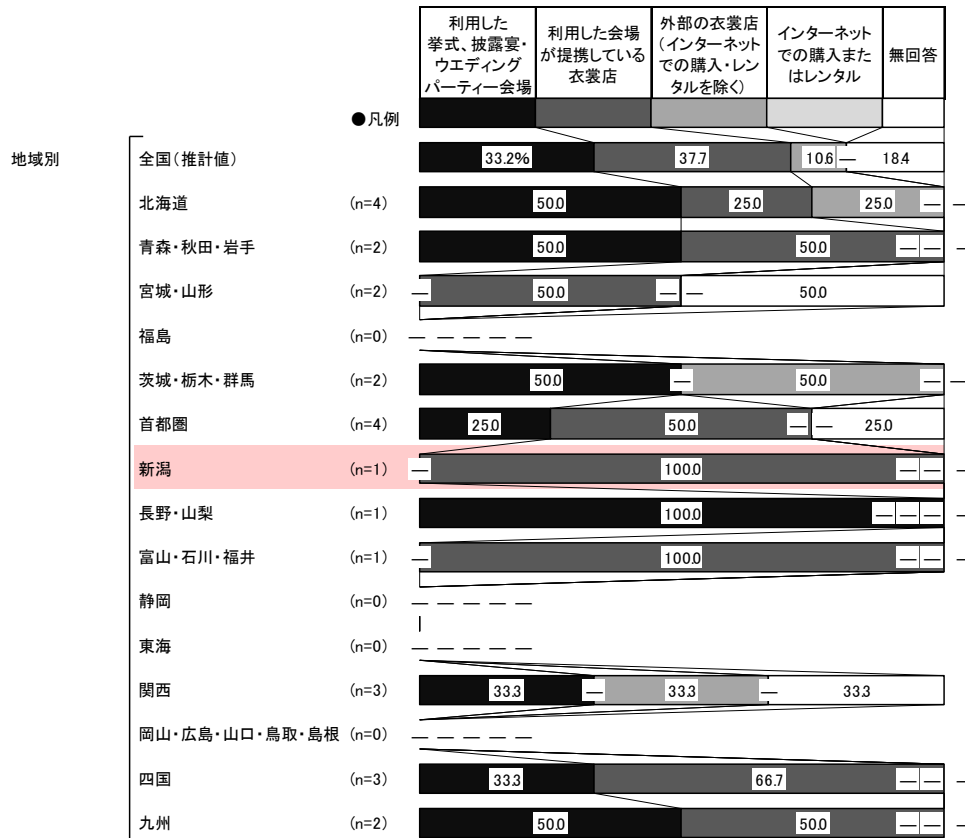 利用した
挙式、披露宴・
ウエディング
パーティー会場
利用した会場
が提携している
衣裳店
外部の衣裳店
(インターネット
での購入・レン
タルを除く)
インターネット
での購入また
はレンタル
無回答
●凡例
地域別
全国(推計値) 33.2% 37.7 10.6 — 18.4
北海道 (n=4) 50.0 25.0 25.0 — —
青森・秋田・岩手 (n=2) 50.0 50.0 — —
宮城・山形 (n=2) — 50.0 — — 50.0
福島 (n=0) — — — — —
茨城・栃木・群馬 (n=2) 50.0 — 50.0 — —
首都圏 (n=4) 25.0 50.0 — — 25.0
新潟 (n=1) — 100.0 — — —
長野・山梨 (n=1) 100.0 — — — —
富山・石川・福井 (n=1) — 100.0 — — —
静岡 (n=0) — — — — —
東海 (n=0) — — — — —
関西 (n=3) 33.3 — 33.3 — 33.3
岡山・広島・山口・鳥取・島根 (n=0) — — — — —
四国 (n=3) 33.3 66.7 — — —
九州 (n=2) 50.0 50.0 — — —